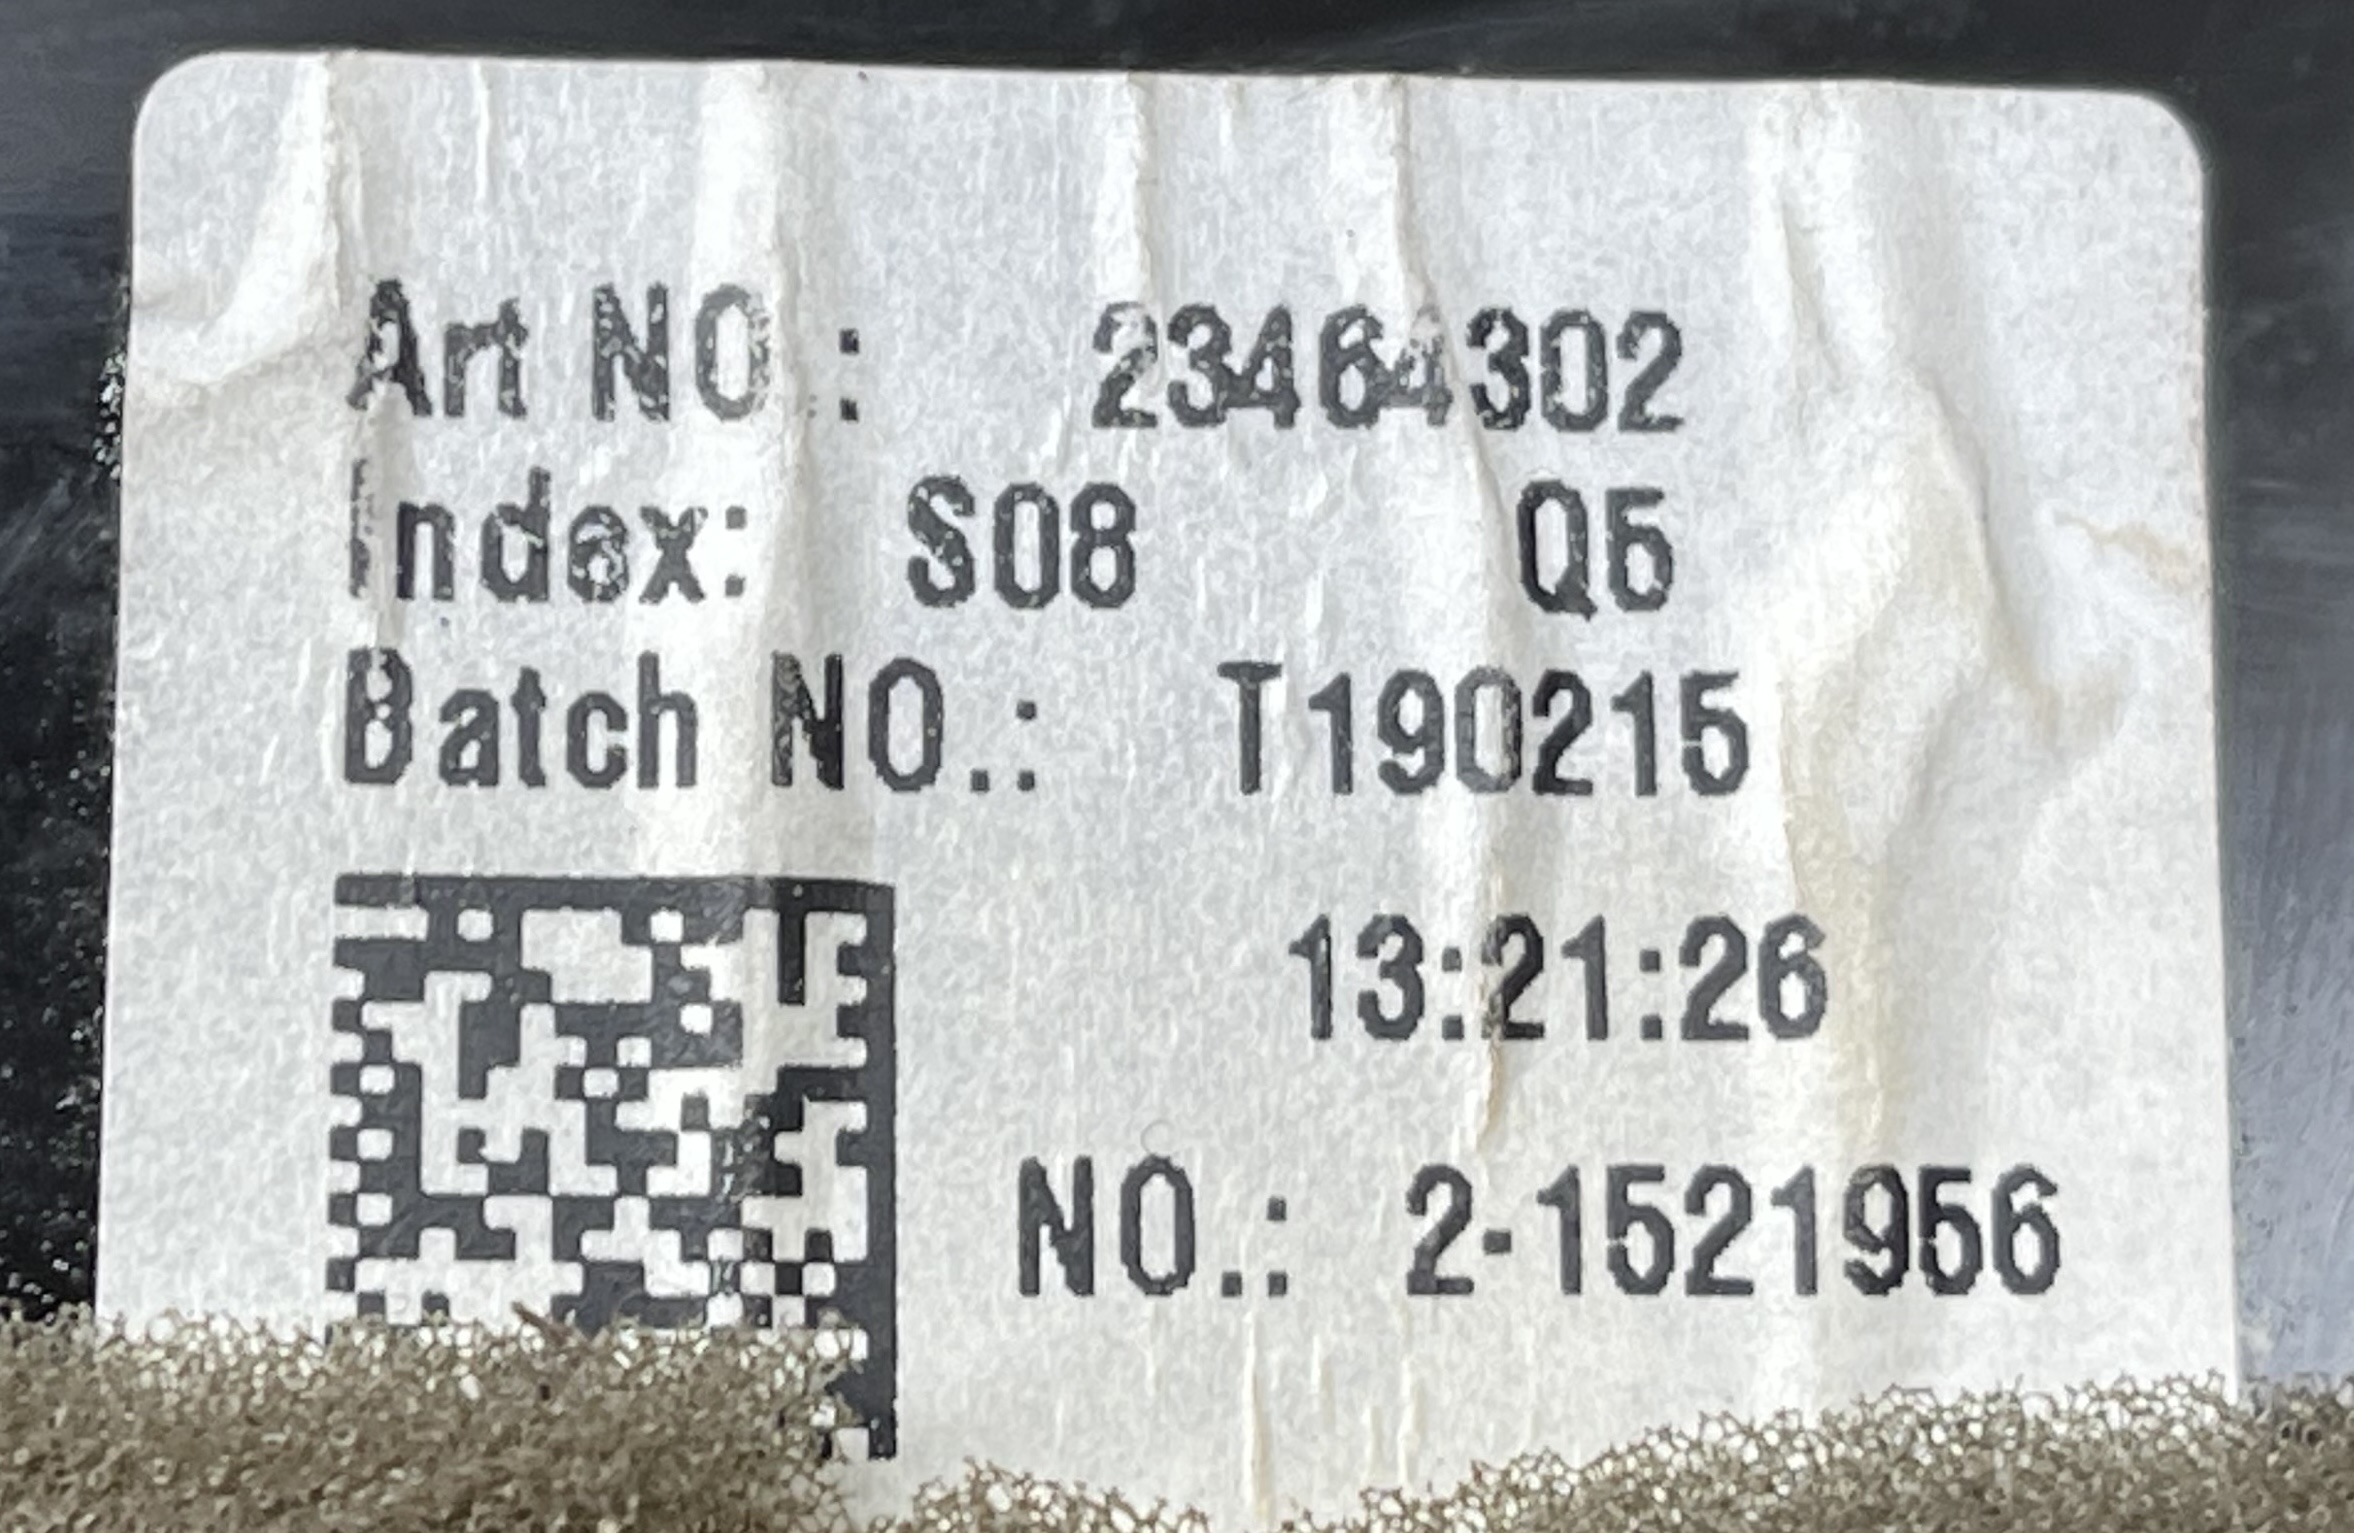 Art NO.: 23464302
Index: S08 Q5
Batch NO.: T190215
13:21:26
NO.: 2-1521956